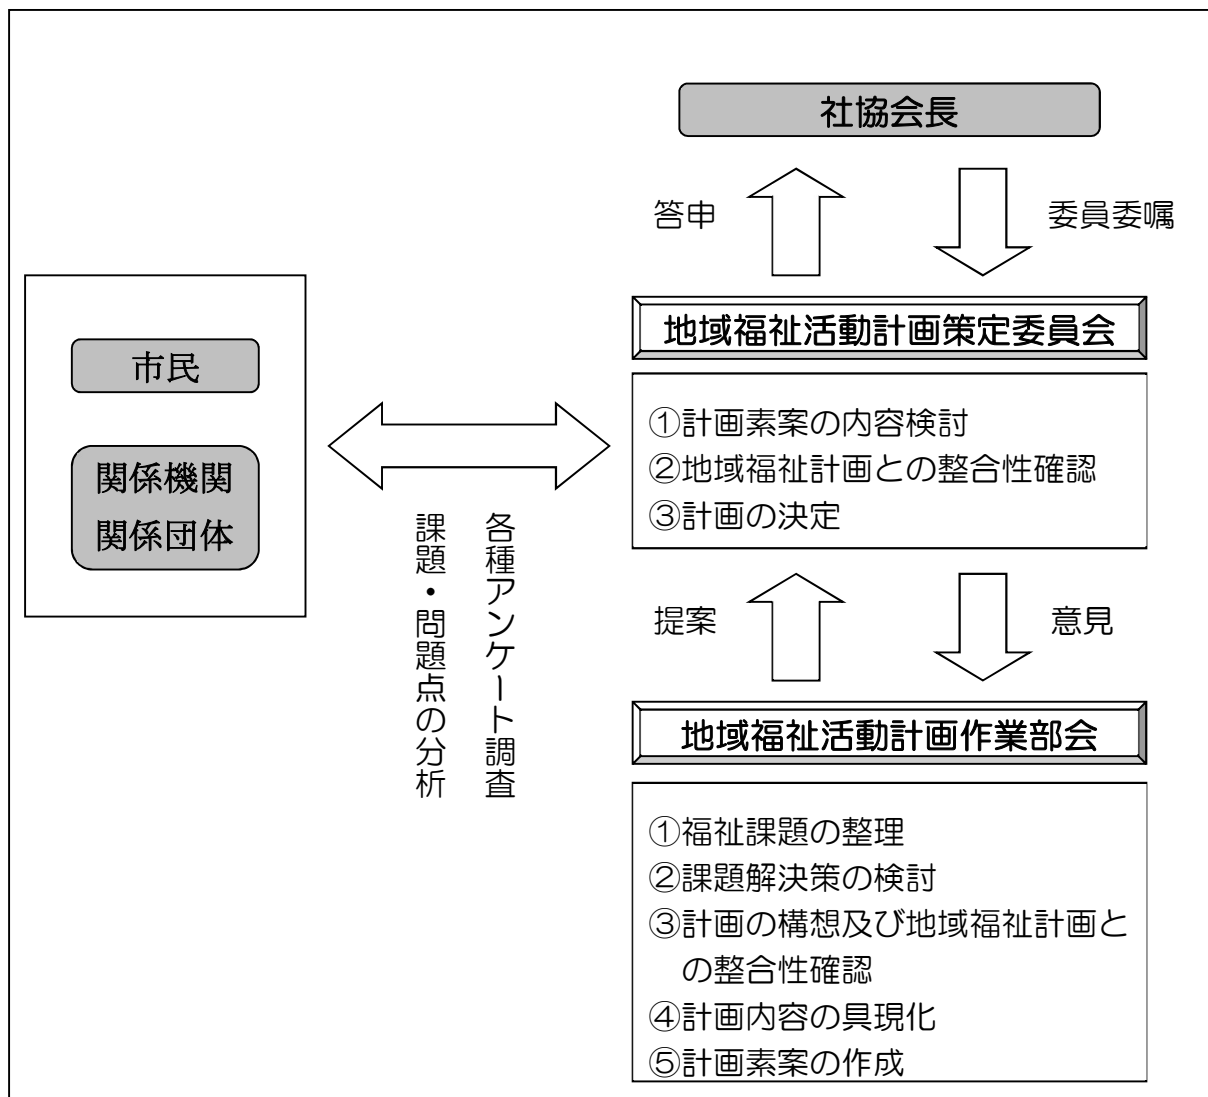 社協会長
答申
委員委嘱
地域福祉活動計画策定委員会
市民
関係機関
関係団体
①計画素案の内容検討
②地域福祉計画との整合性確認
③計画の決定
各種アンケート調査
課題・問題点の分析
提案
意見
地域福祉活動計画作業部会
①福祉課題の整理
②課題解決策の検討
③計画の構想及び地域福祉計画と
の整合性確認
④計画内容の具現化
⑤計画素案の作成